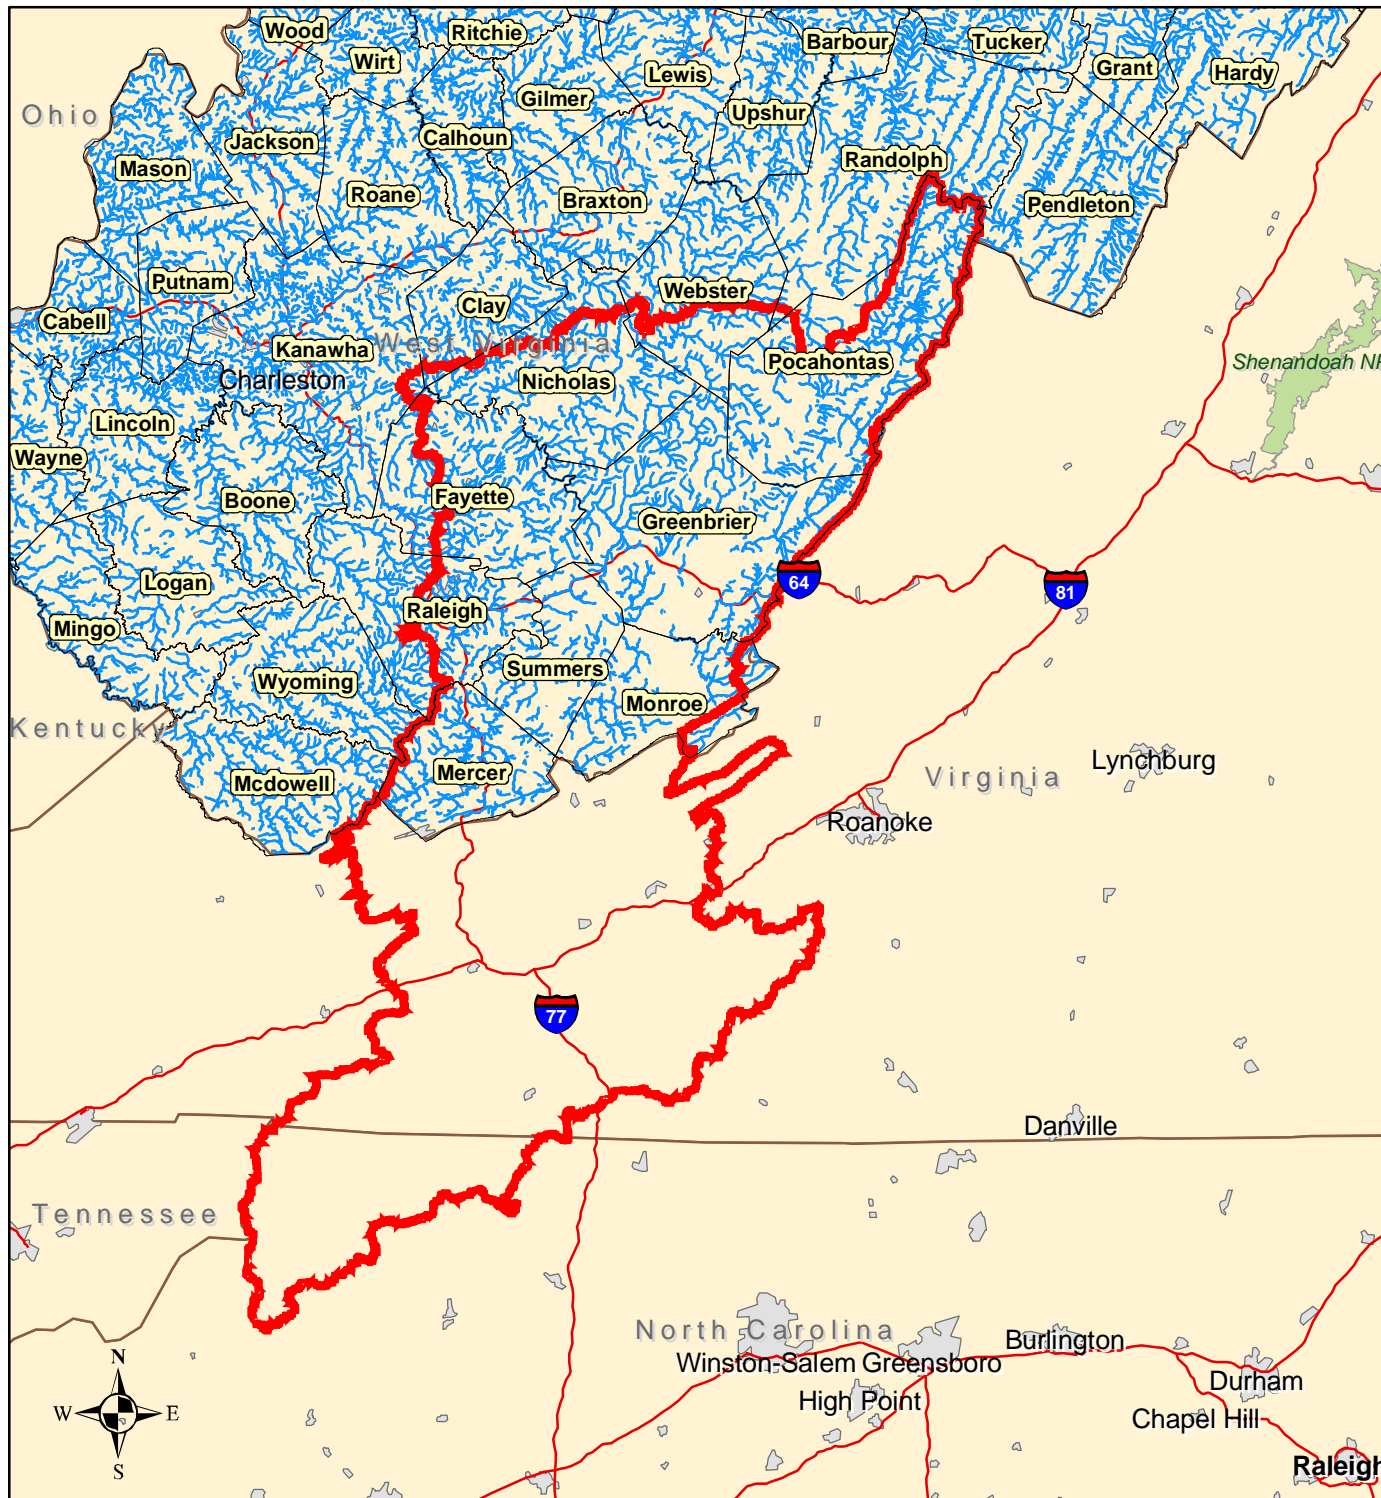 Wood
Ritchie
Barbour
Tucker
Wirt
Lewis
Grant
Hardy
Gilmer
Ohio
Upshur
Jackson
Calhoun
Mason
Randolph
Roane
Braxton
Pendleton
Putnam
Webster
Clay
Cabell
West Virginia
Kanawha
Pocahontas
Shenandoah NP
Charleston
Nicholas
Lincoln
Wayne
Fayette
Boone
Greenbrier
Logan
64
81
Raleigh
Mingo
Summers
Wyoming
Monroe
Kentucky
Lynchburg
Mcdowell
Mercer
Virginia
Roanoke
77
Danville
Tennessee
North Carolina
Burlington
Winston-Salem
Greensboro
N
Durham
High Point
W
E
Chapel Hill
S
Raleigh